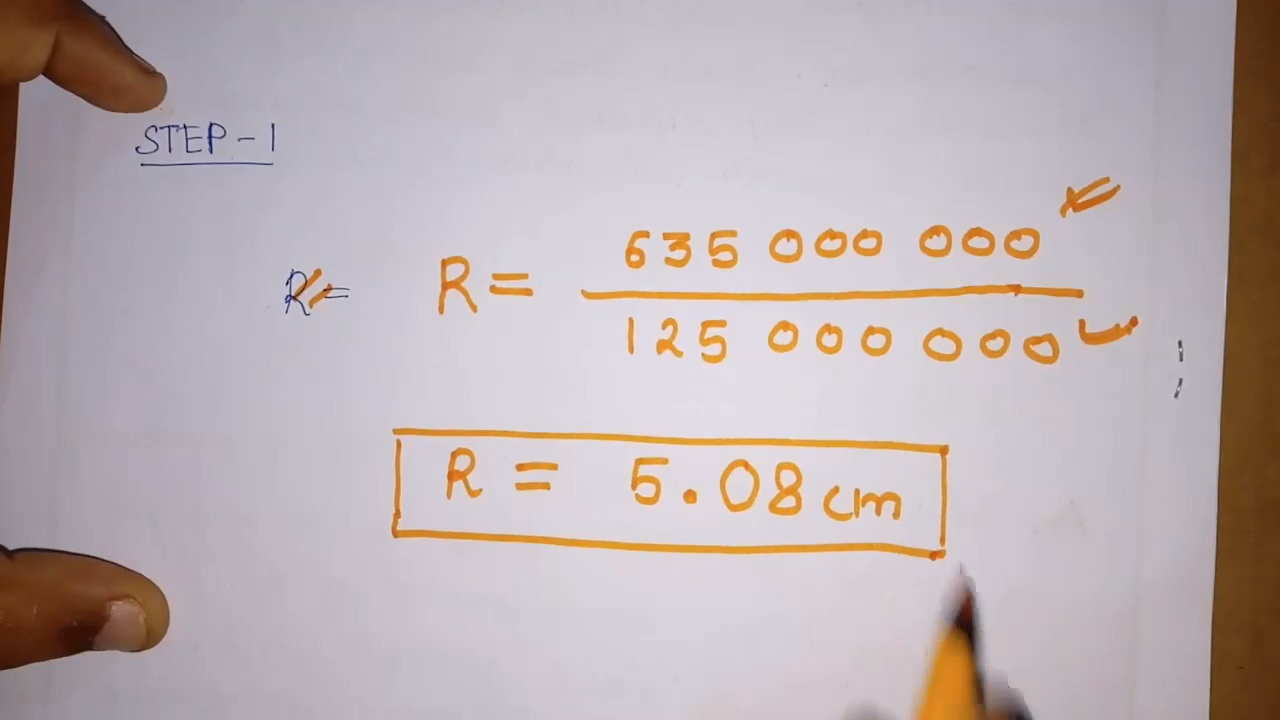 STEP-1
R=
R = 635 000 000
125 000 000
R = 5.08 cm